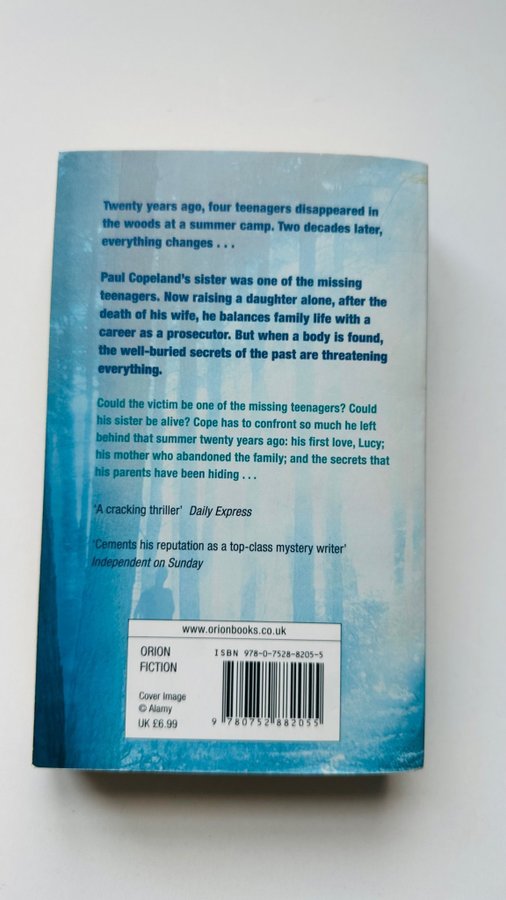 Twenty years ago, four teenagers disappeared in
the woods at a summer camp. Two decades later,
everything changes . . .
Paul Copeland's sister was one of the missing
teenagers. Now raising a daughter alone, after the
death of his wife, he balances family life with a
career as a prosecutor. But when a body is found,
the well-buried secrets of the past are threatening
everything.
Could the victim be one of the missing teenagers? Could
his sister be alive? Cope has to confront so much he left
behind that summer twenty years ago: his first love, Lucy;
his mother who abandoned the family; and the secrets that
his parents have been hiding . . .
'A cracking thriller' Daily Express
'Cements his reputation as a top-class mystery writer'
Independent on Sunday
www.orionbooks.co.uk
ORION
FICTION
Cover image
© Alamy
UK £6.99
ISBN 978-0-7528-8205-5
9 780752 882055